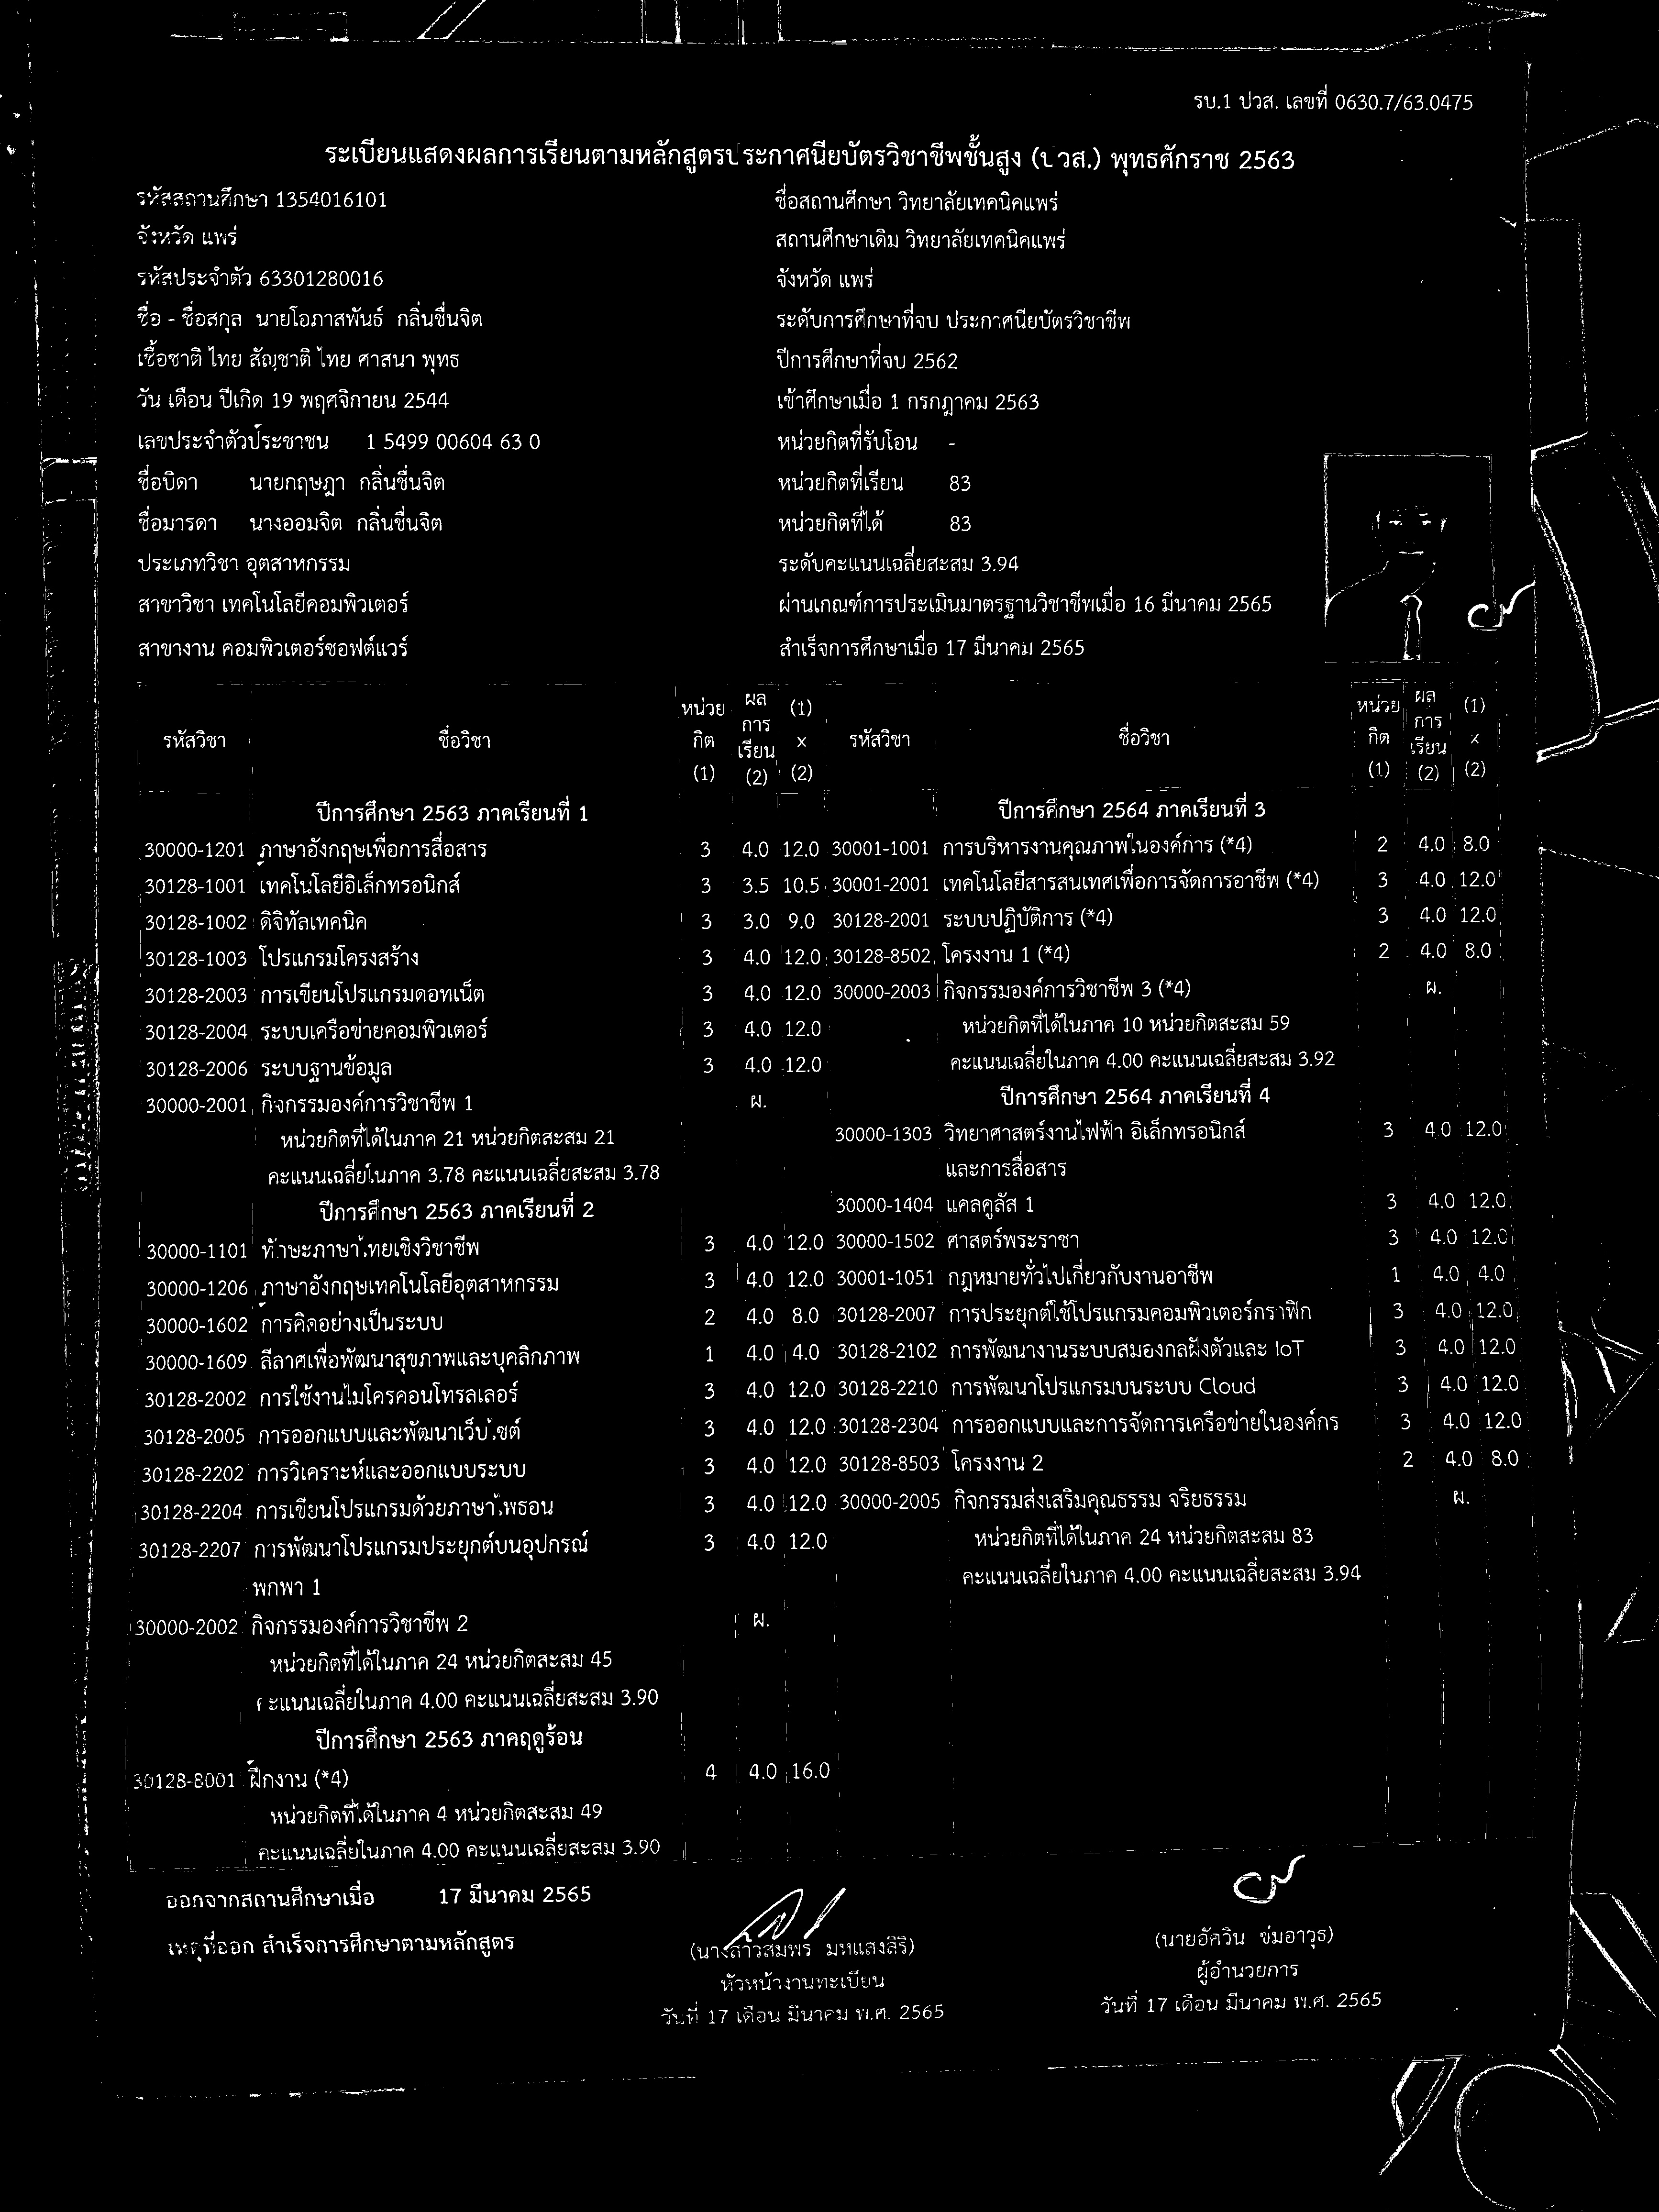 รบ.1 ปวส. เลขที่ 0630.7/63.0475
ระเบียนแสดงผลการเรียนตามหลักสูตรประกาศนียบัตรวิชาชีพชั้นสูง (ปวส.) พุทธศักราช 2563
รหัสสถานศึกษา 1354016101
ชื่อสถานศึกษา วิทยาลัยเทคนิคแพร่
จังหวัด แพร่
สถานศึกษาเดิม วิทยาลัยเทคนิคแพร่
รหัสประจำตัว 63301280016
จังหวัด แพร่
ชื่อ - ชื่อสกุล นายโอภาสพันธ์ กลิ่นชื่นจิต
ระดับการศึกษาที่จบ ประกาศนียบัตรวิชาชีพ
เชื้อชาติ ไทย สัญชาติ ไทย ศาสนา พุทธ
ปีการศึกษาที่จบ 2562
วัน เดือน ปีเกิด 19 พฤศจิกายน 2544
เข้าศึกษาเมื่อ 1 กรกฎาคม 2563
เลขประจำตัวประชาชน 1 5499 00604 63 0
หน่วยกิตที่รับโอน -
ชื่อบิดา นายกฤษฎา กลิ่นชื่นจิต
หน่วยกิตที่เรียน 83
ชื่อมารดา นางออมจิต กลิ่นชื่นจิต
หน่วยกิตที่ได้ 83
ประเภทวิชา อุตสาหกรรม
ระดับคะแนนเฉลี่ยสะสม 3.94
สาขาวิชา เทคโนโลยีคอมพิวเตอร์
ผ่านเกณฑ์การประเมินมาตรฐานวิชาชีพเมื่อ 16 มีนาคม 2565
สาขางาน คอมพิวเตอร์ซอฟต์แวร์
สำเร็จการศึกษาเมื่อ 17 มีนาคม 2565
รหัสวิชา ชื่อวิชา หน่วยกิต (1) ผลการเรียน (2) (1) x (2)
ปีการศึกษา 2563 ภาคเรียนที่ 1
30000-1201 ภาษาอังกฤษเพื่อการสื่อสาร 3 4.0 12.0
30128-1001 เทคโนโลยีอิเล็กทรอนิกส์ 3 3.5 10.5
30128-1002 ดิจิทัลเทคนิค 3 3.0 9.0
30128-1003 โปรแกรมโครงสร้าง 3 4.0 12.0
30128-2003 การเขียนโปรแกรมดอทเน็ต 3 4.0 12.0
30128-2004 ระบบเครือข่ายคอมพิวเตอร์ 3 4.0 12.0
30128-2006 ระบบฐานข้อมูล 3 4.0 12.0
30000-2001 กิจกรรมองค์การวิชาชีพ 1 ผ.
หน่วยกิตที่ได้ในภาค 21 หน่วยกิตสะสม 21
คะแนนเฉลี่ยในภาค 3.78 คะแนนเฉลี่ยสะสม 3.78
ปีการศึกษา 2563 ภาคเรียนที่ 2
30000-1101 ทักษะภาษาไทยเชิงวิชาชีพ 3 4.0 12.0
30000-1206 ภาษาอังกฤษเทคโนโลยีอุตสาหกรรม 3 4.0 12.0
30000-1602 การคิดอย่างเป็นระบบ 2 4.0 8.0
30000-1609 ลีลาศเพื่อพัฒนาสุขภาพและบุคลิกภาพ 1 4.0 4.0
30128-2002 การใช้งานไมโครคอนโทรลเลอร์ 3 4.0 12.0
30128-2005 การออกแบบและพัฒนาเว็บไซต์ 3 4.0 12.0
30128-2202 การวิเคราะห์และออกแบบระบบ 3 4.0 12.0
30128-2204 การเขียนโปรแกรมด้วยภาษาไพธอน 3 4.0 12.0
30128-2207 การพัฒนาโปรแกรมประยุกต์บนอุปกรณ์ 3 4.0 12.0
พกพา 1
30000-2002 กิจกรรมองค์การวิชาชีพ 2 ผ.
หน่วยกิตที่ได้ในภาค 24 หน่วยกิตสะสม 45
คะแนนเฉลี่ยในภาค 4.00 คะแนนเฉลี่ยสะสม 3.90
ปีการศึกษา 2563 ภาคฤดูร้อน
30128-8001 ฝึกงาน (*4) 4 4.0 16.0
หน่วยกิตที่ได้ในภาค 4 หน่วยกิตสะสม 49
คะแนนเฉลี่ยในภาค 4.00 คะแนนเฉลี่ยสะสม 3.90
รหัสวิชา ชื่อวิชา หน่วยกิต (1) ผลการเรียน (2) (1) x (2)
ปีการศึกษา 2564 ภาคเรียนที่ 3
30001-1001 การบริหารงานคุณภาพในองค์การ (*4) 2 4.0 8.0
30001-2001 เทคโนโลยีสารสนเทศเพื่อการจัดการอาชีพ (*4) 3 4.0 12.0
30128-2001 ระบบปฏิบัติการ (*4) 3 4.0 12.0
30128-8502 โครงงาน 1 (*4) 2 4.0 8.0
30000-2003 กิจกรรมองค์การวิชาชีพ 3 (*4) ผ.
หน่วยกิตที่ได้ในภาค 10 หน่วยกิตสะสม 59
คะแนนเฉลี่ยในภาค 4.00 คะแนนเฉลี่ยสะสม 3.92
ปีการศึกษา 2564 ภาคเรียนที่ 4
30000-1303 วิทยาศาสตร์งานไฟฟ้า อิเล็กทรอนิกส์ 3 4.0 12.0
และการสื่อสาร
30000-1404 แคลคูลัส 1 3 4.0 12.0
30000-1502 ศาสตร์พระราชา 3 4.0 12.0
30001-1051 กฎหมายทั่วไปเกี่ยวกับงานอาชีพ 1 4.0 4.0
30128-2007 การประยุกต์ใช้โปรแกรมคอมพิวเตอร์กราฟิก 3 4.0 12.0
30128-2102 การพัฒนางานระบบสมองกลฝังตัวและ IoT 3 4.0 12.0
30128-2210 การพัฒนาโปรแกรมบนระบบ Cloud 3 4.0 12.0
30128-2304 การออกแบบและการจัดการเครือข่ายในองค์กร 3 4.0 12.0
30128-8503 โครงงาน 2 2 4.0 8.0
30000-2005 กิจกรรมส่งเสริมคุณธรรม จริยธรรม ผ.
หน่วยกิตที่ได้ในภาค 24 หน่วยกิตสะสม 83
คะแนนเฉลี่ยในภาค 4.00 คะแนนเฉลี่ยสะสม 3.94
ออกจากสถานศึกษาเมื่อ 17 มีนาคม 2565
เหตุที่ออก สำเร็จการศึกษาตามหลักสูตร
(นางสาวสมพร มหแสงสิริ)
หัวหน้างานทะเบียน
วันที่ 17 เดือน มีนาคม พ.ศ. 2565
(นายอัศวิน ข่มอาวุธ)
ผู้อำนวยการ
วันที่ 17 เดือน มีนาคม พ.ศ. 2565